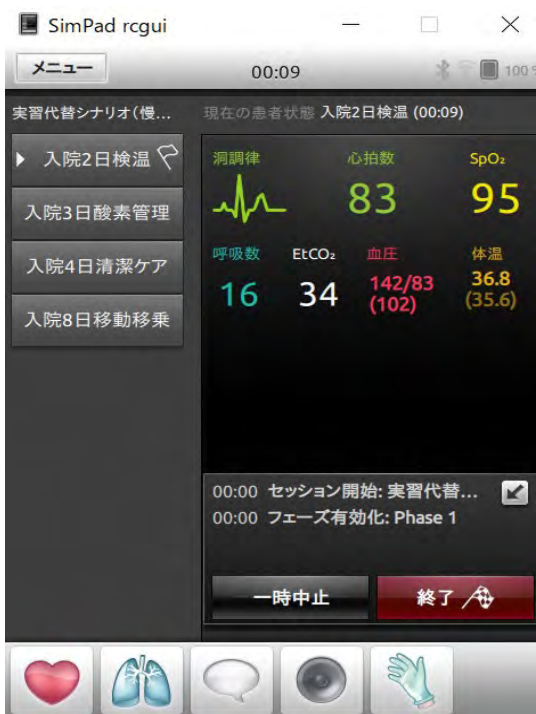 SimPad rcgui
メニュー
00:09
100 %
実習代替シナリオ(慢...
現在の患者状態 入院2日検温 (00:09)
入院2日検温
入院3日酸素管理
入院4日清潔ケア
入院8日移動移乗
洞調律 心拍数 SpO₂
83 95
呼吸数 EtCO₂ 血圧 体温
16 34 142/83 36.8
(102) (35.6)
00:00 セッション開始: 実習代替...
00:00 フェーズ有効化: Phase 1
一時中止 終了